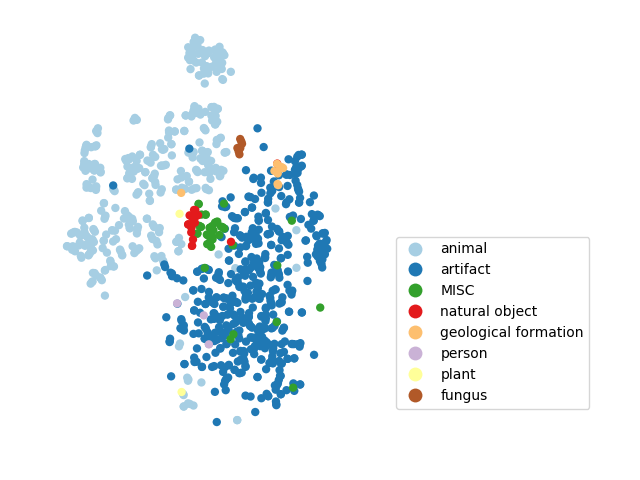 animal
artifact
MISC
natural object
geological formation
person
plant
fungus